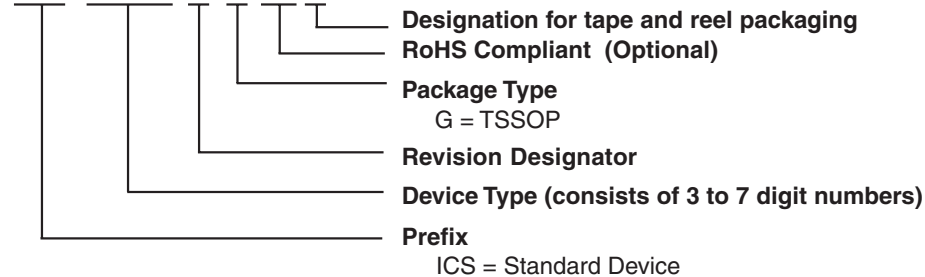 Designation for tape and reel packaging
RoHS Compliant (Optional)
Package Type
G = TSSOP
Revision Designator
Device Type (consists of 3 to 7 digit numbers)
Prefix
ICS = Standard Device